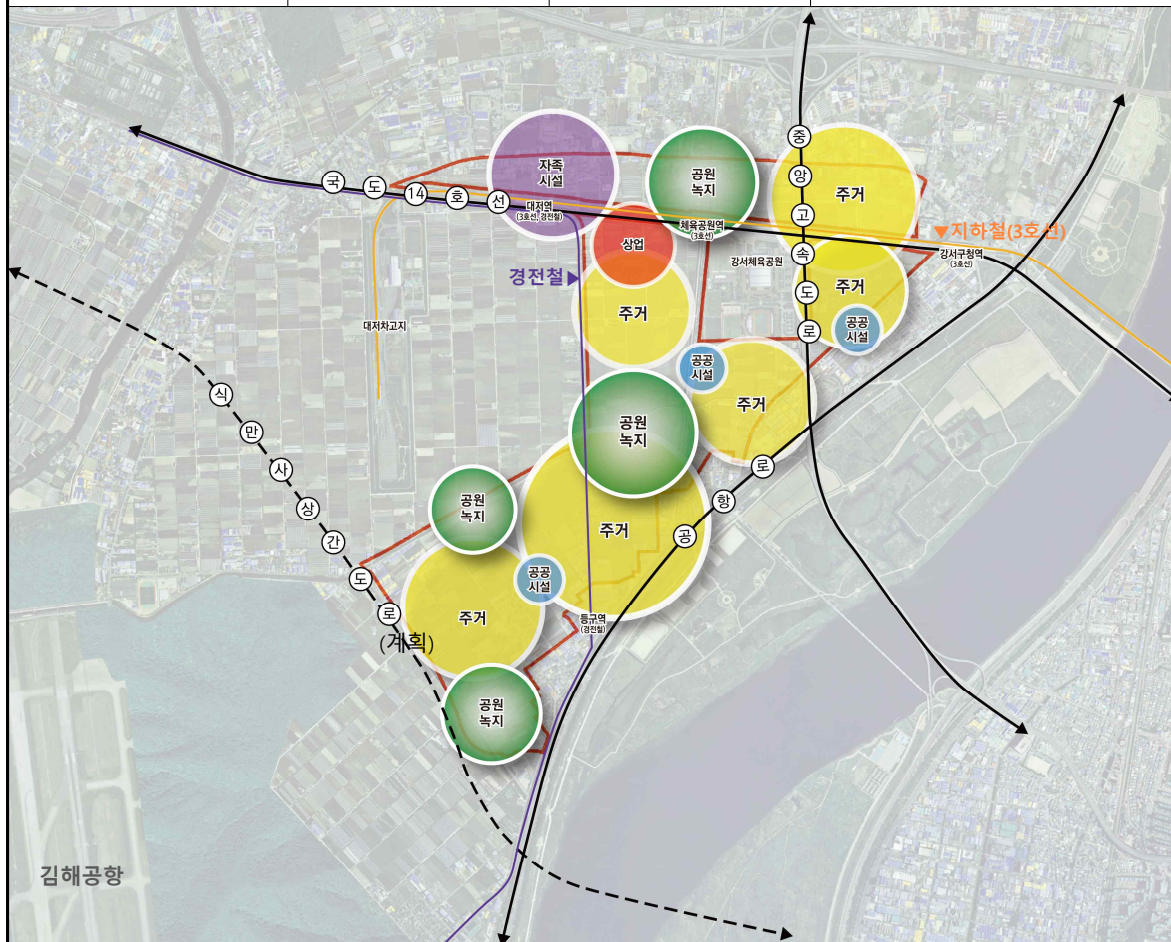 국도14호선
중앙고속도로
자족
시설
공원
녹지
주거
대저역
(3호선, 경전철)
체육공원역
(3호선)
▼지하철(3호선)
강서구청역
(3호선)
상업
강서체육공원
경전철▶
주거
주거
공공
시설
대저차고지
공공
시설
주거
공원
녹지
식만사상간도로
(계획)
공항로
공원
녹지
주거
공공
시설
주거
등구역
(경전철)
공원
녹지
김해공항